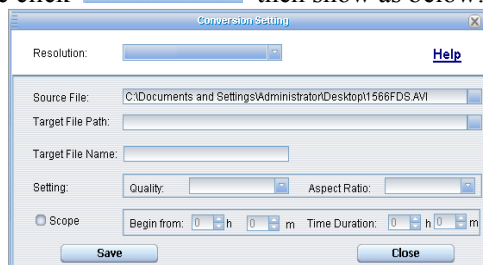 click then show as below.
Conversion Setting
Resolution: Help
Source File: C:\Documents and Settings\Administrator\Desktop\1566FDS.AVI
Target File Path:
Target File Name:
Setting: Quality: Aspect Ratio:
Scope Begin from: 0 h 0 m Time Duration: 0 h 0 m
Save Close